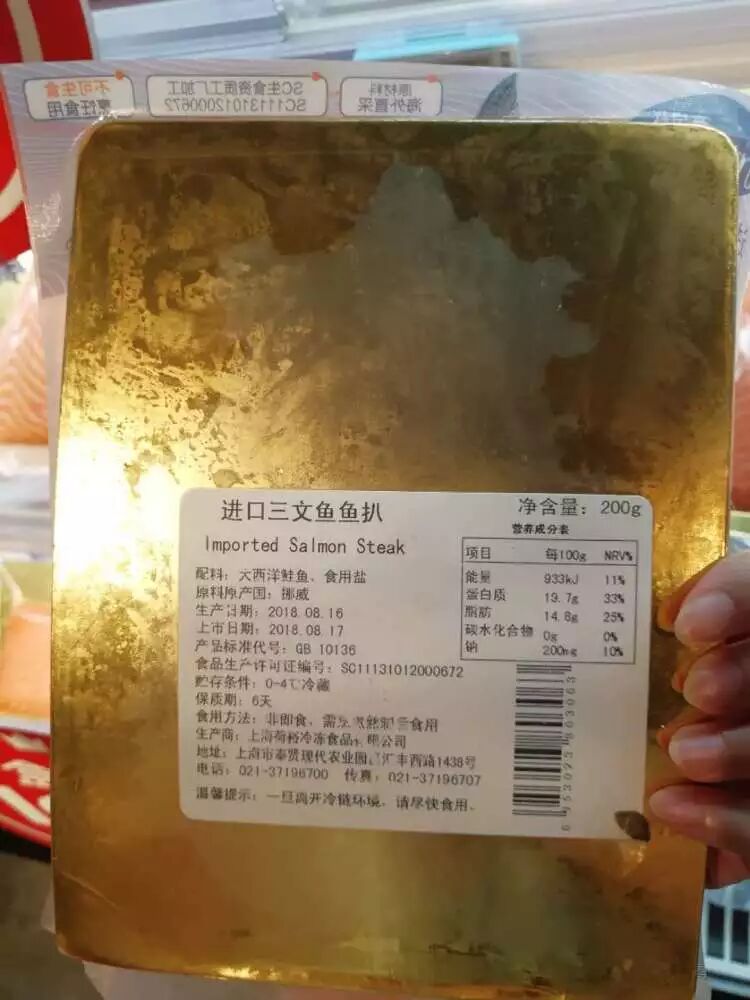 不可生食
烹饪食用
SC生食资质工厂加工
SC11131012000672
原材料
海外直采
进口三文鱼鱼扒
净含量：200g
Imported Salmon Steak
配料：大西洋鲑鱼、食用盐
原料原产国：挪威
生产日期：2018.08.16
上市日期：2018.08.17
产品标准代号：GB 10136
食品生产许可证编号：SC11131012000672
贮存条件：0-4℃冷藏
保质期：6天
食用方法：非即食、需 食用
生产商：上海荷裕冷冻食品有限公司
地址：上海市奉贤现代农业园 汇丰西路1438号
电话：021-37196700 传真：021-37196707
温馨提示：一旦离开冷链环境，请尽快食用。
营养成分表
项目 每100g NRV%
能量 933kJ 11%
蛋白质 19.7g 33%
脂肪 14.8g 25%
碳水化合物 0g 0%
钠 200mg 10%